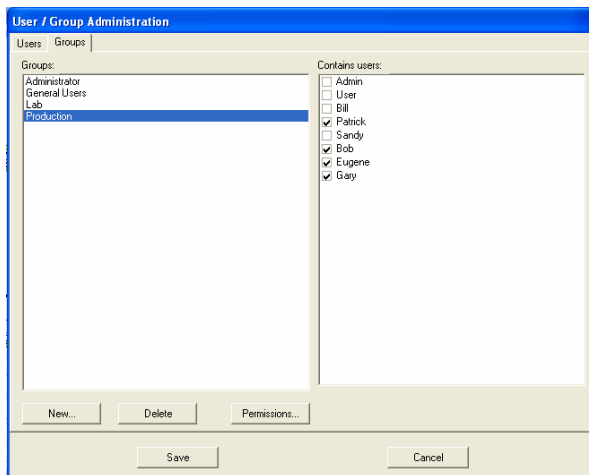 User / Group Administration
Users Groups
Groups:
Administrator
General Users
Lab
Production
Contains users:
Admin
User
Bill
Patrick
Sandy
Bob
Eugene
Gary
New... Delete Permissions...
Save Cancel